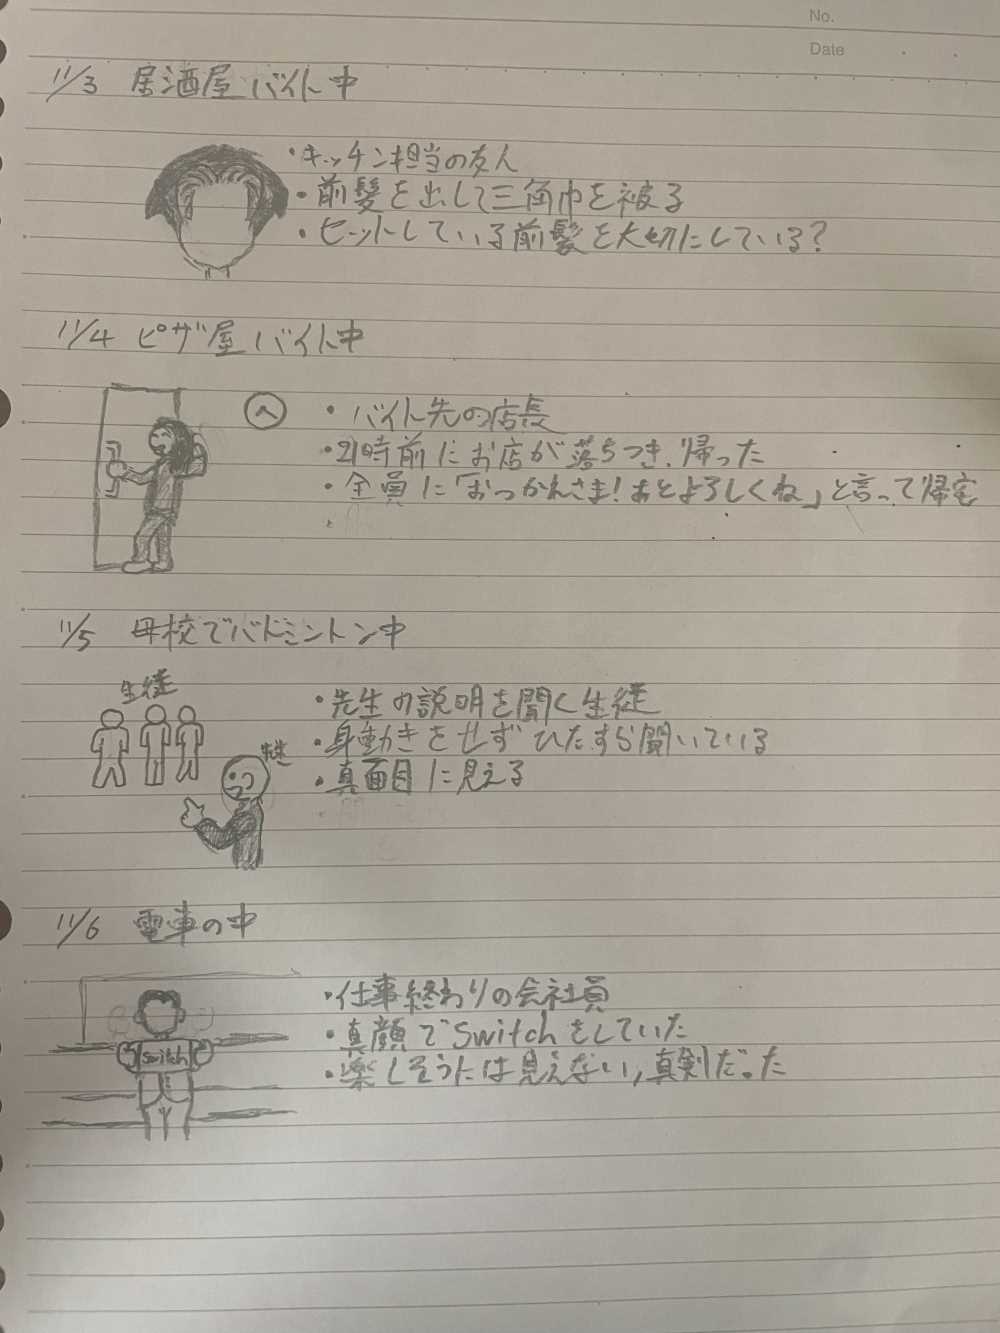 No.
Date
11/3 居酒屋バイト中
・キッチン担当の友人
・前髪を出して三角巾を被る
・セットしている前髪を大切にしている?
11/4 ピザ屋バイト中
・バイト先の店長
・21時前にお店が落ちつき、帰った
・全員に「おつかれさま!あとよろしくね」と言って帰宅
11/5 母校でバドミントン中
生徒
先生
・先生の説明を聞く生徒
・身動きをせずひたすら聞いている
・真面目に見える
11/6 電車の中
switch
・仕事終わりの会社員
・真顔でSwitchをしていた
・楽しそうには見えない,真剣だった